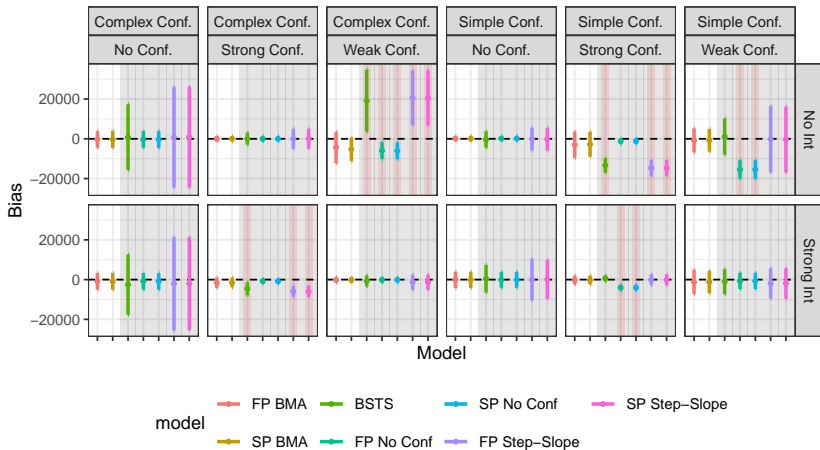 Complex Conf. Complex Conf. Complex Conf. Simple Conf. Simple Conf. Simple Conf.
No Conf. Strong Conf. Weak Conf. No Conf. Strong Conf. Weak Conf.
20000
0
−20000
No Int
20000
0
−20000
Strong Int
Bias
Model
model
FP BMA BSTS SP No Conf SP Step−Slope
SP BMA FP No Conf FP Step−Slope